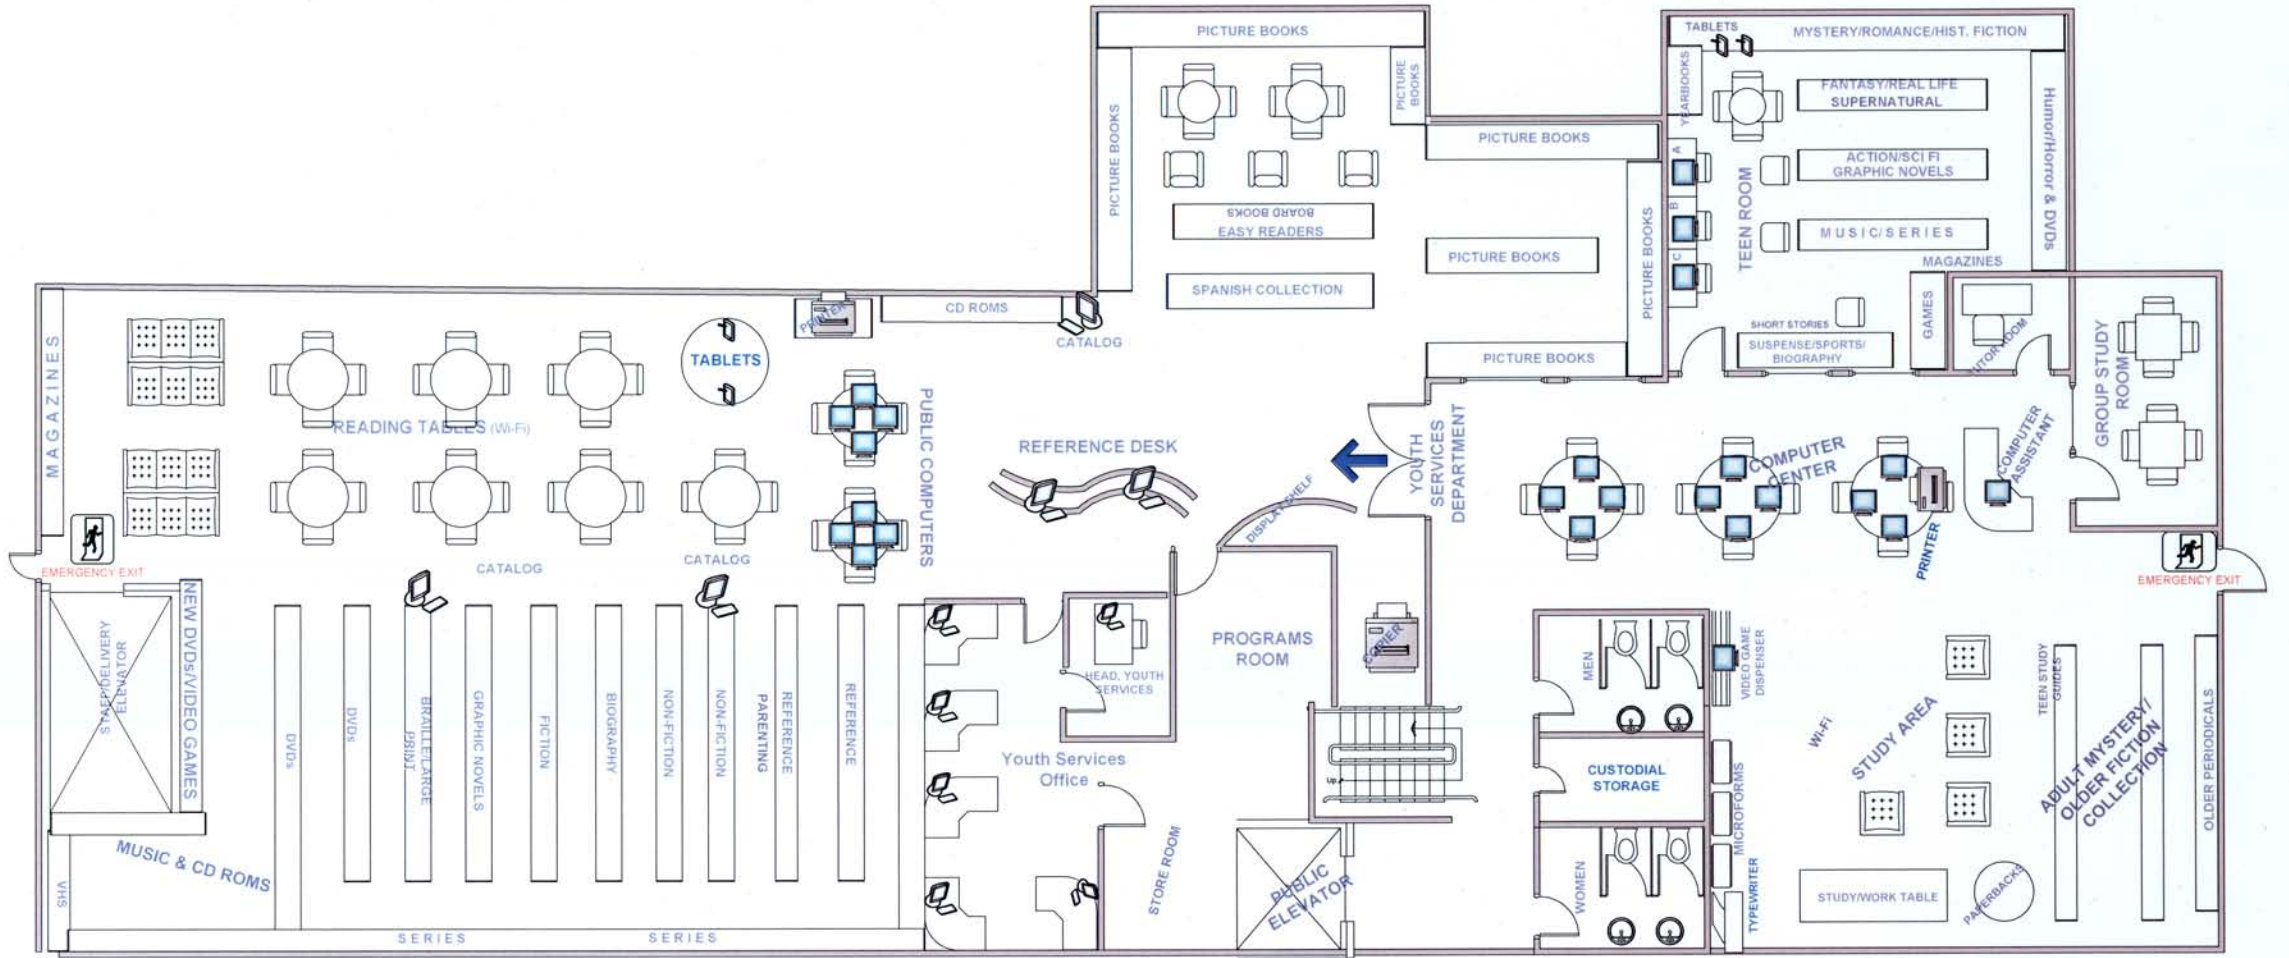 PICTURE BOOKS
PICTURE BOOKS
PICTURE
BOOKS
PICTURE BOOKS
PICTURE BOOKS
PICTURE BOOKS
PICTURE BOOKS
BOARD BOOKS
EASY READERS
SPANISH COLLECTION
TABLETS
MYSTERY/ROMANCE/HIST. FICTION
YEARBOOKS
FANTASY/REAL LIFE
SUPERNATURAL
ACTION/SCI FI
GRAPHIC NOVELS
MUSIC/SERIES
Humor/Horror & DVDs
A
B
C
TEEN ROOM
MAGAZINES
GAMES
SHORT STORIES
SUSPENSE/SPORTS/
BIOGRAPHY
TUTOR ROOM
GROUP STUDY
ROOM
MAGAZINES
READING TABLES (Wi-Fi)
TABLETS
PRINTER
CD ROMS
CATALOG
PUBLIC COMPUTERS
REFERENCE DESK
DISPLAY SHELF
YOUTH
SERVICES
DEPARTMENT
COMPUTER
CENTER
COMPUTER
ASSISTANT
PRINTER
EMERGENCY EXIT
EMERGENCY EXIT
CATALOG
CATALOG
STAFF/DELIVERY
ELEVATOR
NEW DVDs/VIDEO GAMES
DVDs
DVDs
BRAILLE/LARGE
PRINT
GRAPHIC NOVELS
FICTION
BIOGRAPHY
NON-FICTION
NON-FICTION
PARENTING
REFERENCE
REFERENCE
MUSIC & CD ROMS
VHS
SERIES
SERIES
HEAD, YOUTH
SERVICES
Youth Services
Office
PROGRAMS
ROOM
COPIER
STORE ROOM
Up
PUBLIC
ELEVATOR
MEN
CUSTODIAL
STORAGE
WOMEN
VIDEO GAME
DISPENSER
MICROFORMS
TYPEWRITER
Wi-Fi
STUDY AREA
STUDY/WORK TABLE
PAPERBACKS
TEEN STUDY
GUIDES
ADULT MYSTERY/
OLDER FICTION
COLLECTION
OLDER PERIODICALS